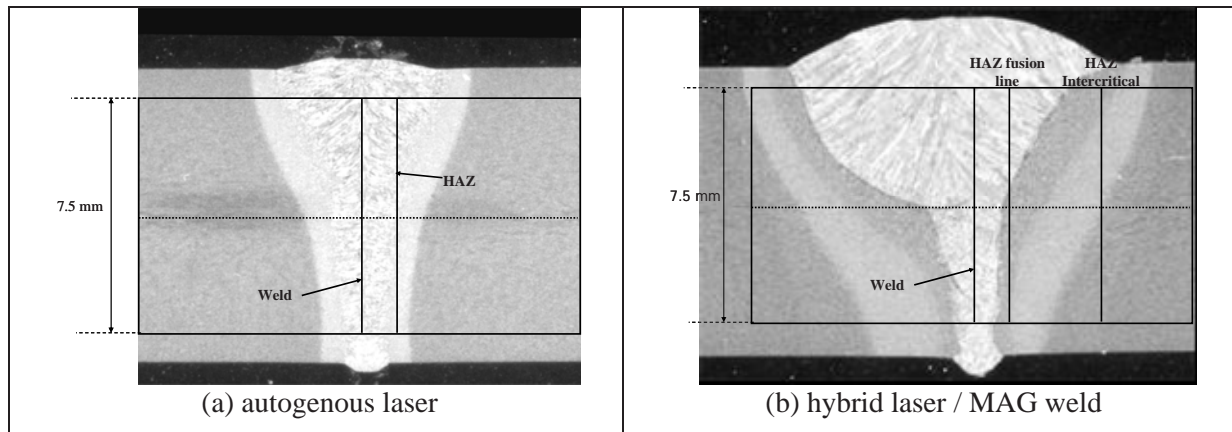 7.5 mm
HAZ
Weld
(a) autogenous laser
HAZ fusion
line
HAZ
Intercritical
7.5 mm
Weld
(b) hybrid laser / MAG weld